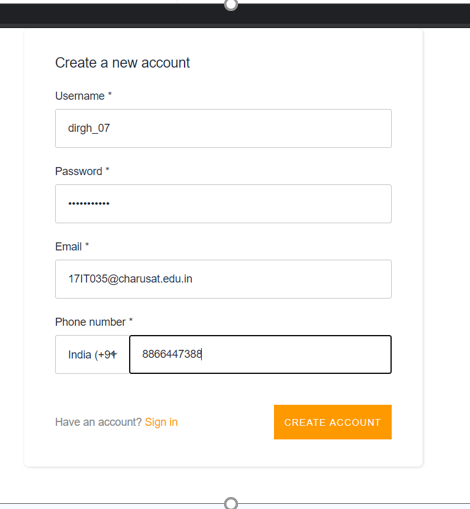 Create a new account
Username *
dirgh_07
Password *
•••••••••••
Email *
17IT035@charusat.edu.in
Phone number *
India (+91 8866447388
Have an account? Sign in CREATE ACCOUNT